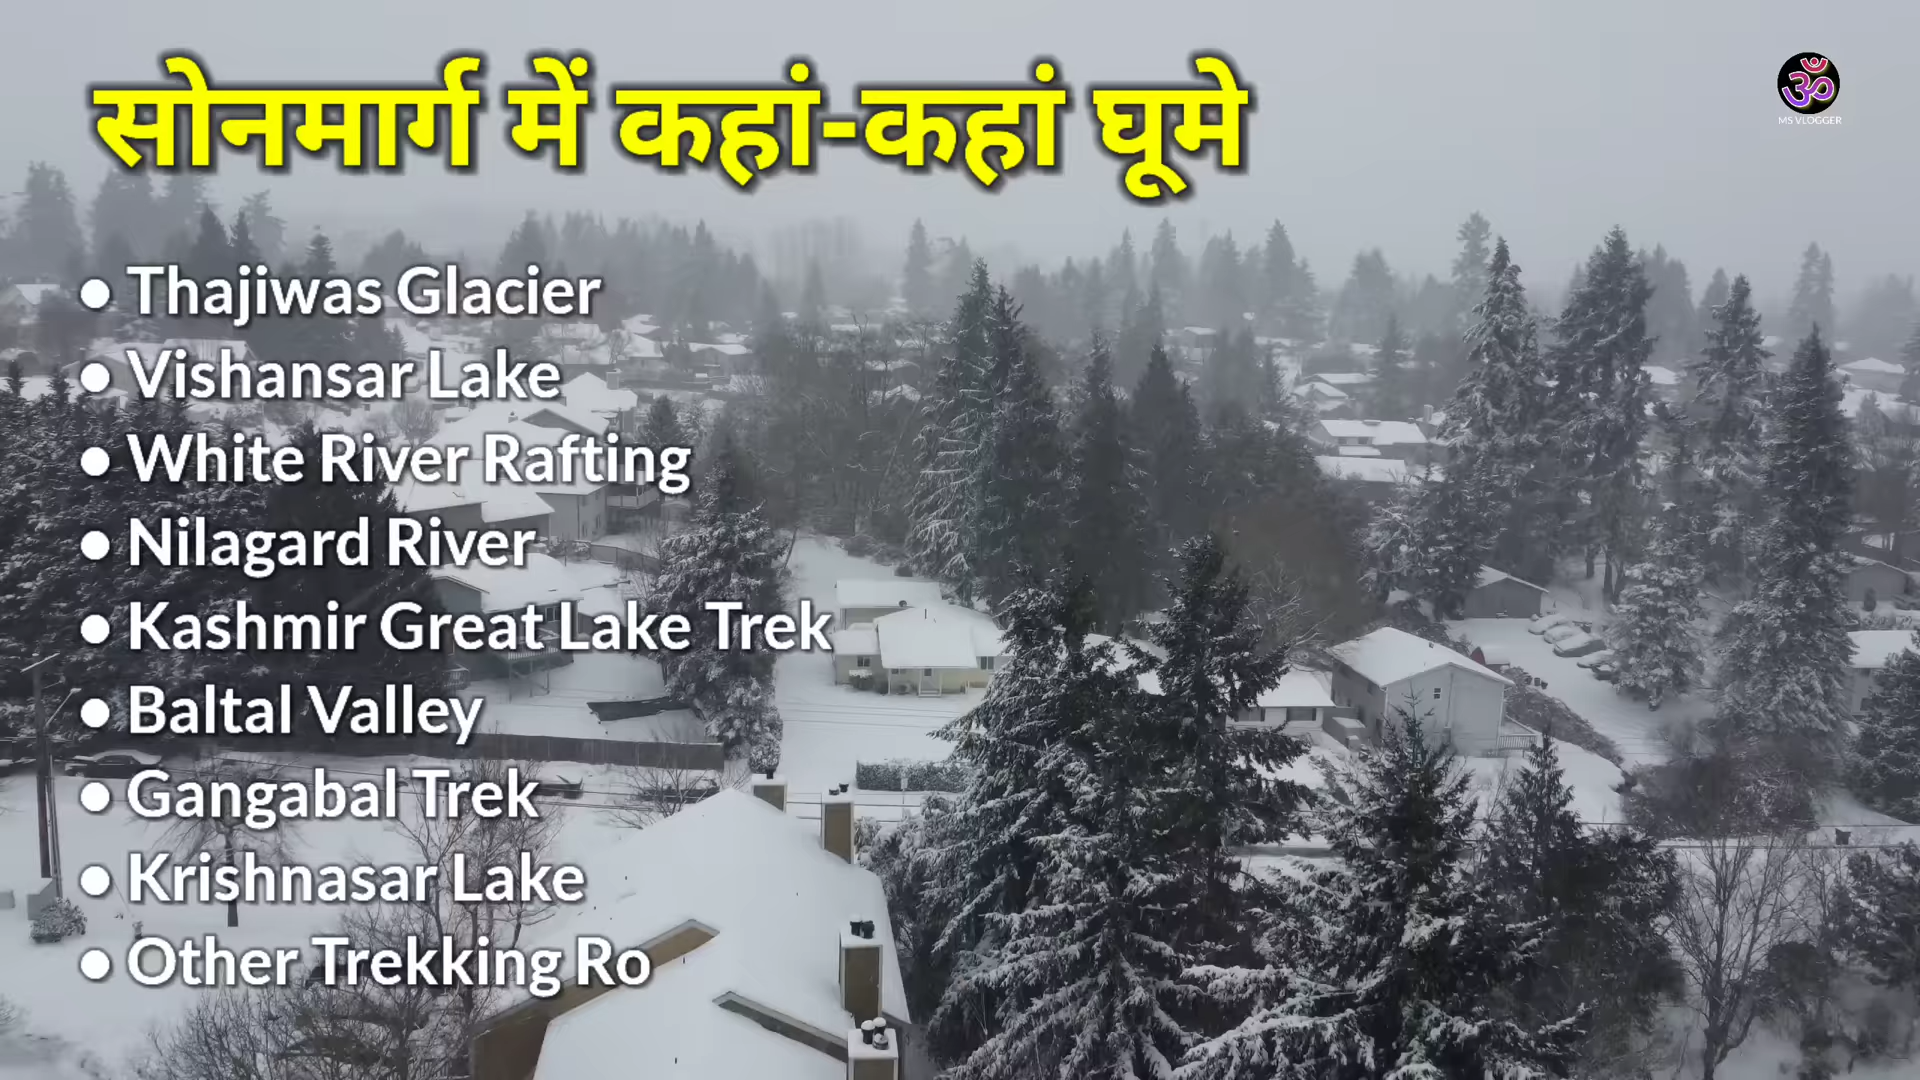 सोनमार्ग में कहां-कहां घूमे
ॐ
MS VLOGGER
• Thajiwas Glacier
• Vishansar Lake
• White River Rafting
• Nilagard River
• Kashmir Great Lake Trek
• Baltal Valley
• Gangabal Trek
• Krishnasar Lake
• Other Trekking Ro